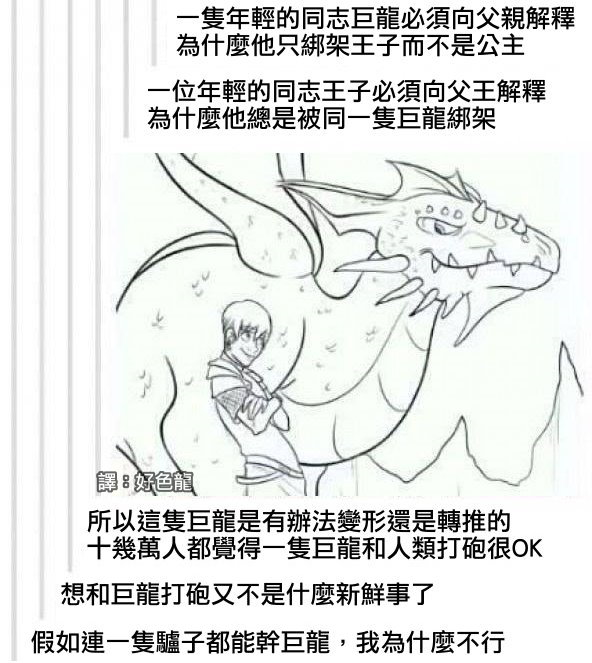 一隻年輕的同志巨龍必須向父親解釋
為什麼他只綁架王子而不是公主
一位年輕的同志王子必須向父王解釋
為什麼他總是被同一隻巨龍綁架
譯：好色龍
所以這隻巨龍是有辦法變形還是轉推的
十幾萬人都覺得一隻巨龍和人類打砲很OK
想和巨龍打砲又不是什麼新鮮事了
假如連一隻驢子都能幹巨龍，我為什麼不行